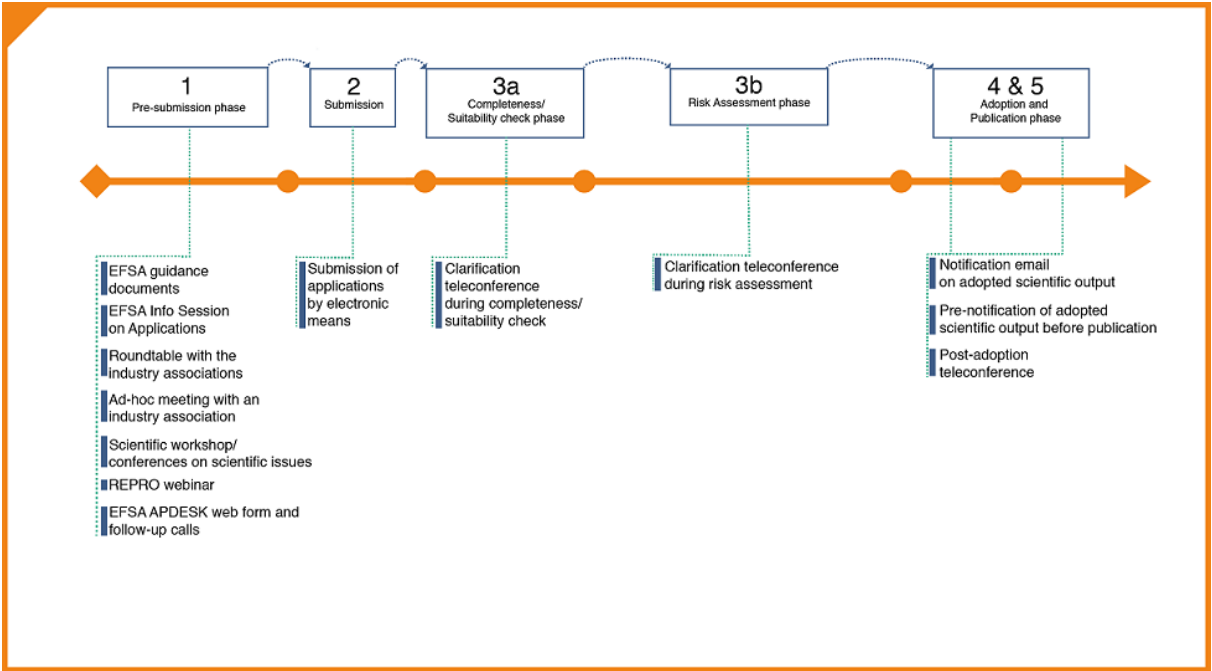 1
Pre-submission phase
2
Submission
3a
Completeness/
Suitability check phase
3b
Risk Assessment phase
4 & 5
Adoption and
Publication phase
EFSA guidance
documents
EFSA Info Session
on Applications
Roundtable with the
industry associations
Ad-hoc meeting with an
industry association
Scientific workshop/
conferences on scientific issues
REPRO webinar
EFSA APDESK web form and
follow-up calls
Submission of
applications
by electronic
means
Clarification
teleconference
during completeness/
suitability check
Clarification teleconference
during risk assessment
Notification email
on adopted scientific output
Pre-notification of adopted
scientific output before publication
Post-adoption
teleconference